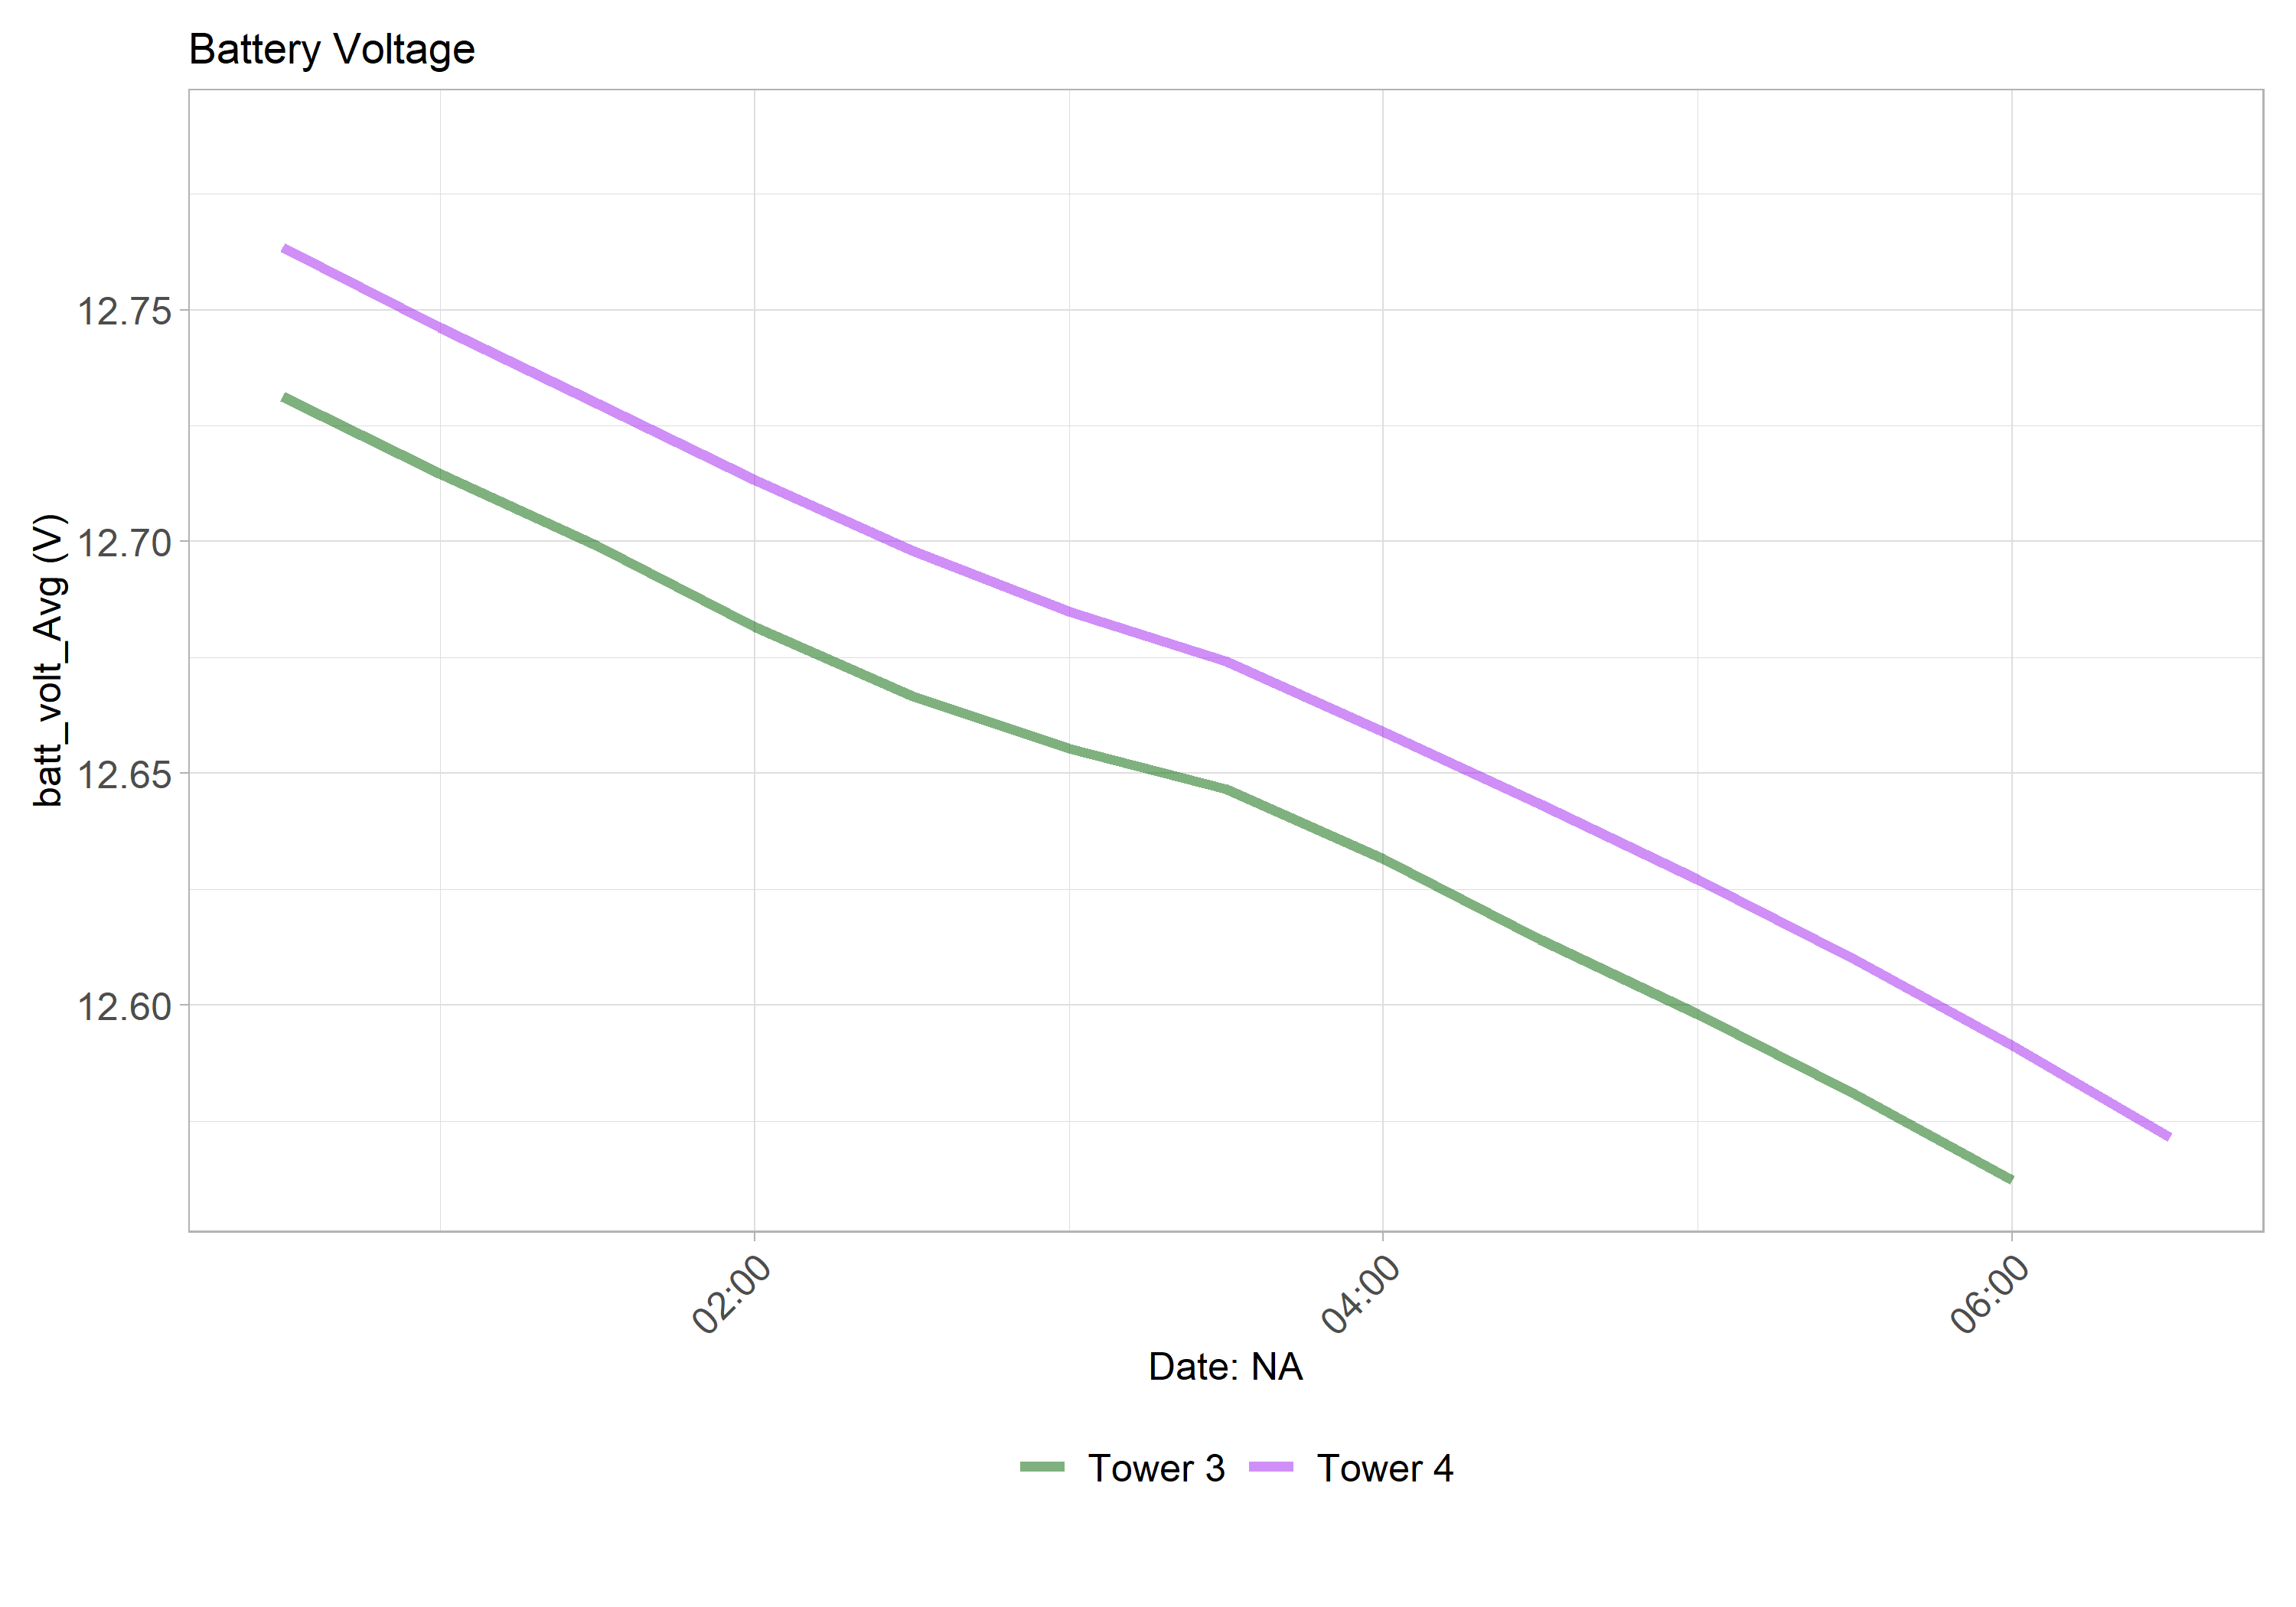 Battery Voltage
batt_volt_Avg (V)
12.75
12.70
12.65
12.60
02:00
04:00
06:00
Date: NA
Tower 3
Tower 4